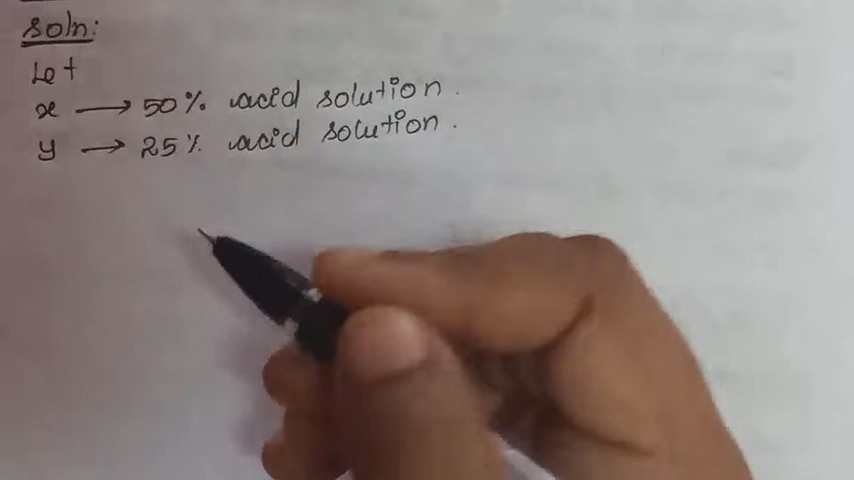 Soln:
Let
x → 50% acid solution.
y → 25% acid solution.